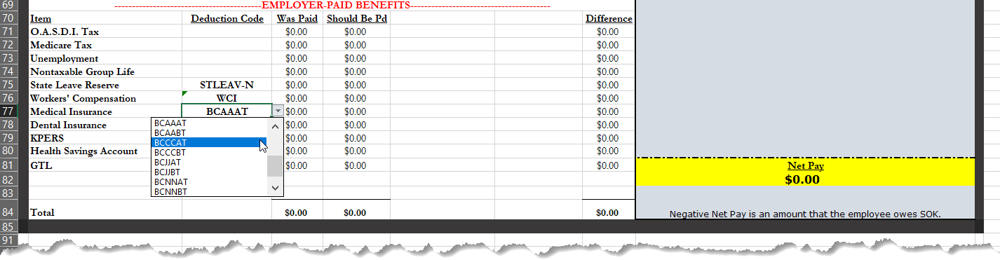 69 EMPLOYER-PAID BENEFITS
70 Item Deduction Code Was Paid Should Be Pd Difference
71 O.A.S.D.I. Tax $0.00 $0.00 $0.00
72 Medicare Tax $0.00 $0.00 $0.00
73 Unemployment $0.00 $0.00 $0.00
74 Nontaxable Group Life $0.00 $0.00 $0.00
75 State Leave Reserve STLEAV-N $0.00 $0.00 $0.00
76 Workers' Compensation WCI $0.00 $0.00 $0.00
77 Medical Insurance BCAAAT $0.00 $0.00 $0.00
78 Dental Insurance $0.00 $0.00 $0.00
79 KPERS $0.00 $0.00 $0.00
80 Health Savings Account $0.00 $0.00 $0.00
81 GTL $0.00 $0.00 $0.00
82
83
84 Total $0.00 $0.00 $0.00
85
91
BCAAAT
BCAABT
BCCCAT
BCCCBT
BCJJAT
BCJJBT
BCNNAT
BCNNBT
Net Pay
$0.00
Negative Net Pay is an amount that the employee owes SOK.